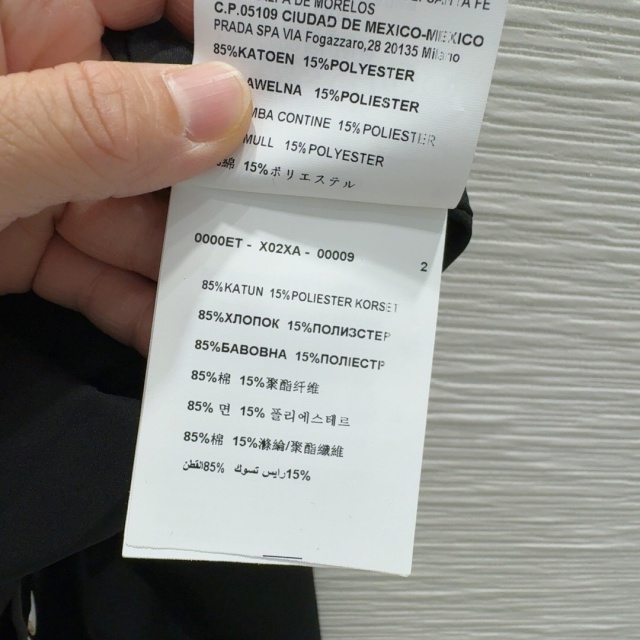 DE MORELOS
C.P.05109 CIUDAD DE MEXICO-MEXICO
PRADA SPA VIA Fogazzaro,28 20135 Milano
85%KATOEN 15%POLYESTER
AWELNA 15%POLIESTER
MBA CONTINE 15%POLIESTER
MULL 15%POLYESTER
%綿 15%ポリエステル
0000ET - X02XA - 00009
2
85%KATUN 15%POLIESTER KORSET
85%ХЛОПОК 15%ПОЛИЗСТЕР
85%БАВОВНА 15%ПОЛІЕСТР
85%棉 15%聚酯纤维
85% 면 15% 폴리에스테르
85%棉 15%滌綸/聚酯纖維
15%رايس تسوك 85%القطن